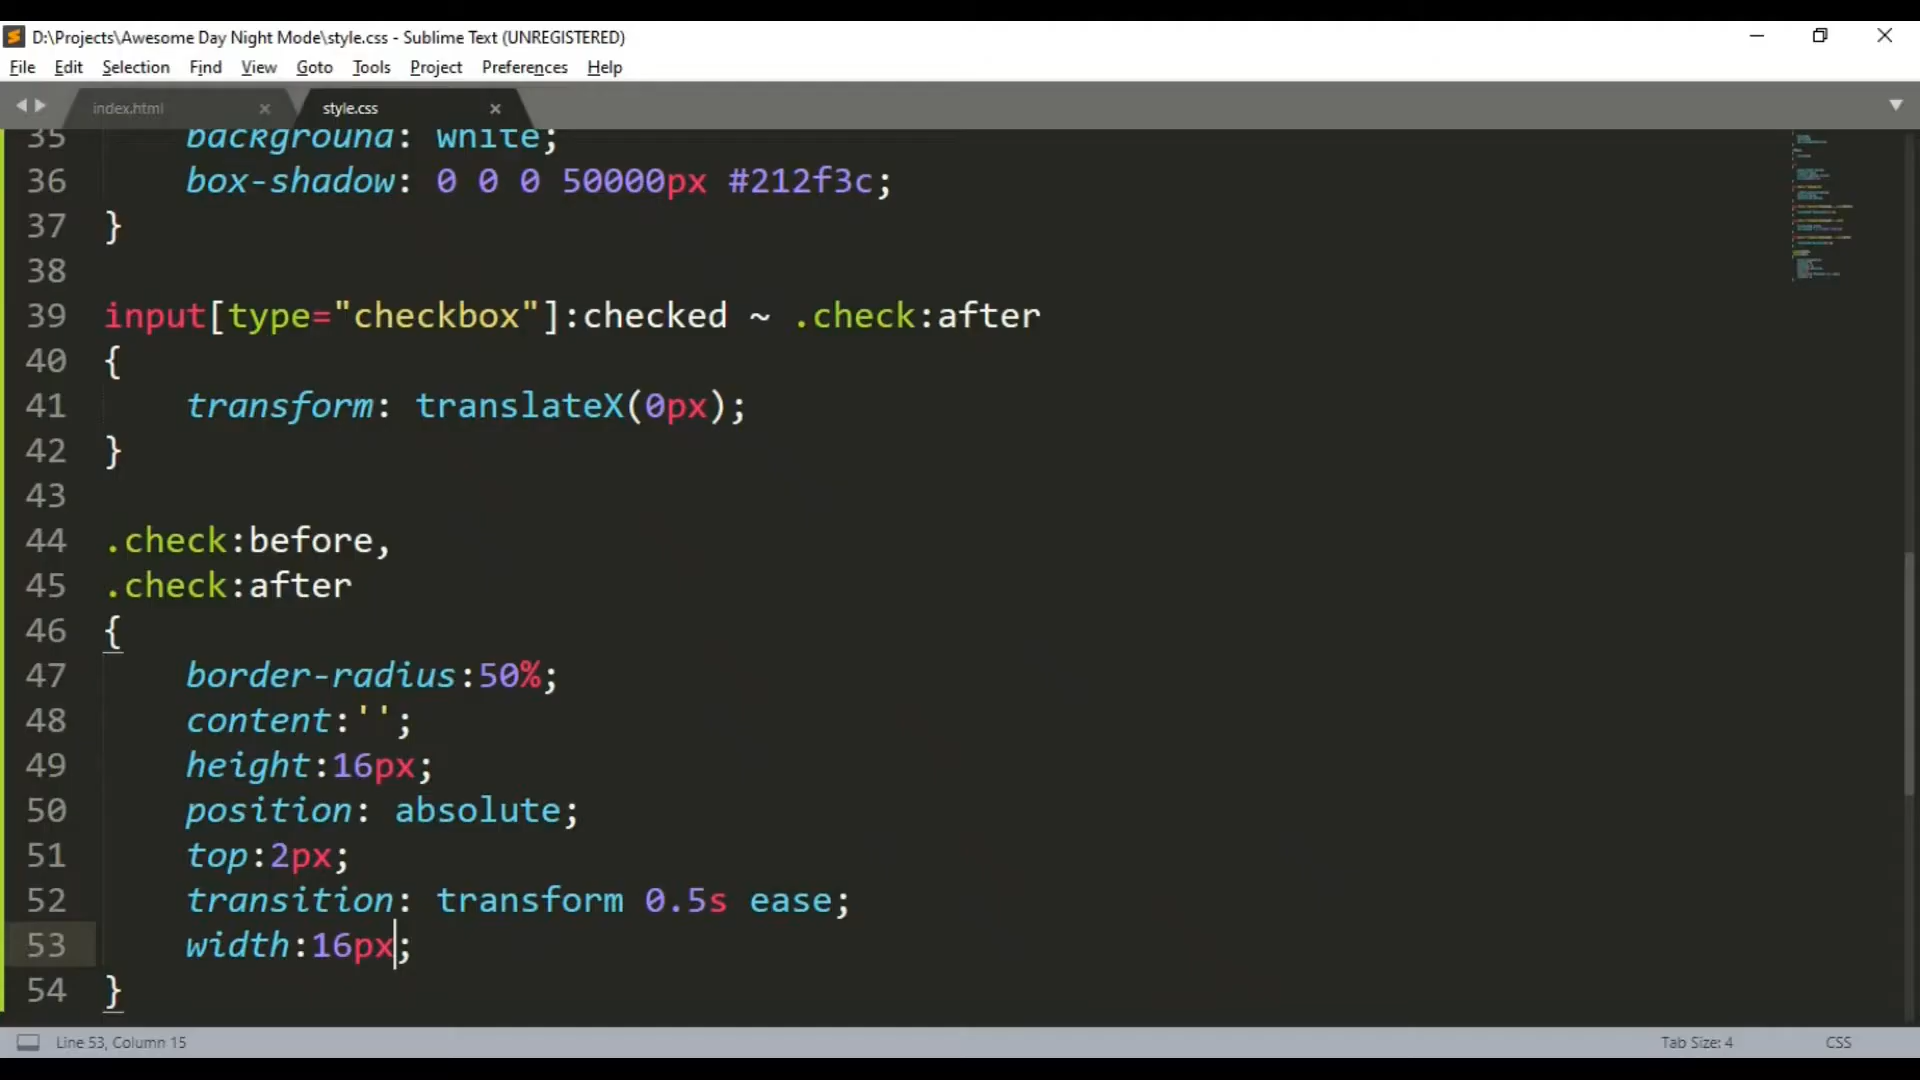 D:\Projects\Awesome Day Night Mode\style.css - Sublime Text (UNREGISTERED)
File Edit Selection Find View Goto Tools Project Preferences Help
index.html style.css
35 background: white;
36 box-shadow: 0 0 0 50000px #212f3c;
37 }
38
39 input[type="checkbox"]:checked ~ .check:after
40 {
41 transform: translateX(0px);
42 }
43
44 .check:before,
45 .check:after
46 {
47 border-radius:50%;
48 content:'';
49 height:16px;
50 position: absolute;
51 top:2px;
52 transition: transform 0.5s ease;
53 width:16px;
54 }
Line 53, Column 15 Tab Size: 4 CSS